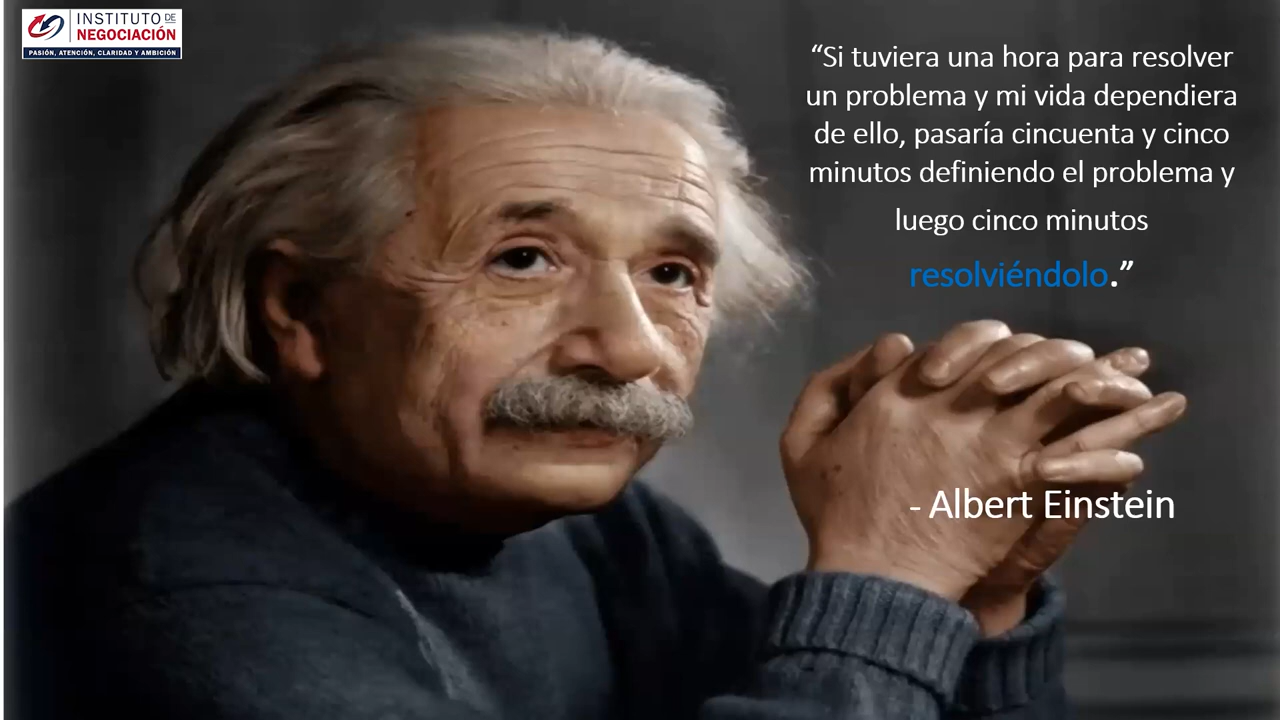 INSTITUTO DE
NEGOCIACIÓN
PASIÓN, ATENCIÓN, CLARIDAD Y AMBICIÓN
“Si tuviera una hora para resolver
un problema y mi vida dependiera
de ello, pasaría cincuenta y cinco
minutos definiendo el problema y
luego cinco minutos
resolviéndolo.”
- Albert Einstein